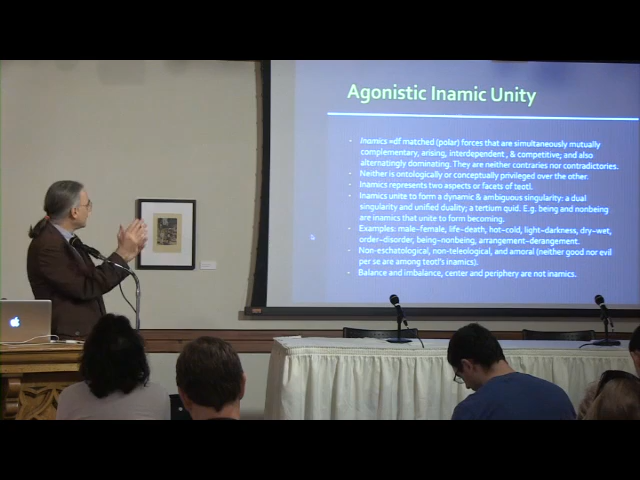 Agonistic Inamic Unity
- Inamics =df matched (polar) forces that are simultaneously mutually
complementary, arising, interdependent , & competitive; and also
alternatingly dominating. They are neither contraries nor contradictories.
- Neither is ontologically or conceptually privileged over the other.
- Inamics represents two aspects or facets of teotl.
- Inamics unite to form a dynamic & ambiguous singularity: a dual
singularity and unified duality; a tertium quid. E.g. being and nonbeing
are inamics that unite to form becoming.
- Examples: male–female, life–death, hot–cold, light–darkness, dry–wet,
order–disorder, being–nonbeing, arrangement–derangement.
- Non-eschatological, non-teleological, and amoral (neither good nor evil
per se are among teotl's inamics).
- Balance and imbalance, center and periphery are not inamics.